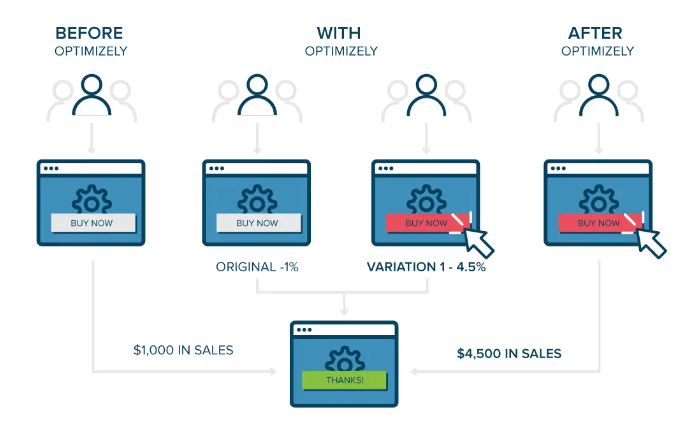 BEFORE
OPTIMIZELY
WITH
OPTIMIZELY
AFTER
OPTIMIZELY
BUY NOW
BUY NOW
BUY NOW
BUY NOW
ORIGINAL -1%
VARIATION 1 - 4.5%
$1,000 IN SALES
$4,500 IN SALES
THANKS!